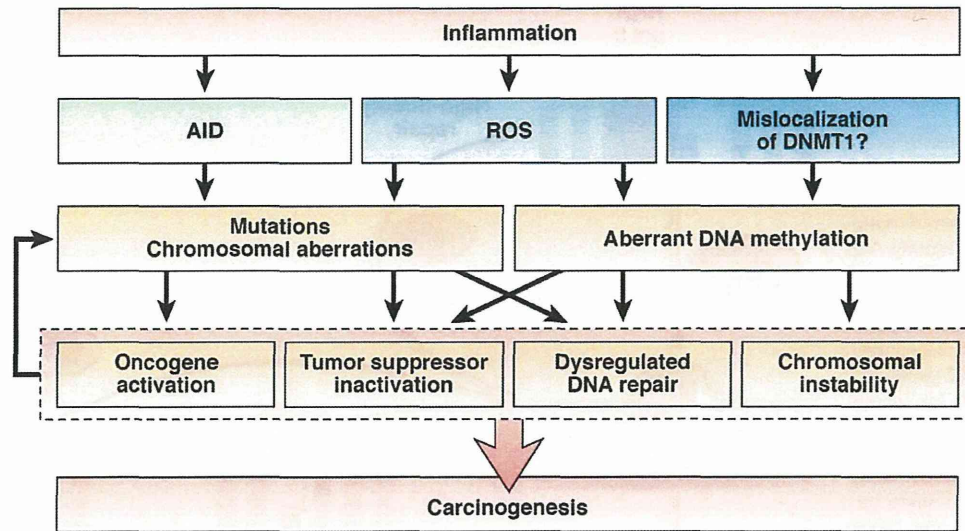 Inflammation
AID
ROS
Mislocalization
of DNMT1?
Mutations
Chromosomal aberrations
Aberrant DNA methylation
Oncogene
activation
Tumor suppressor
inactivation
Dysregulated
DNA repair
Chromosomal
instability
Carcinogenesis